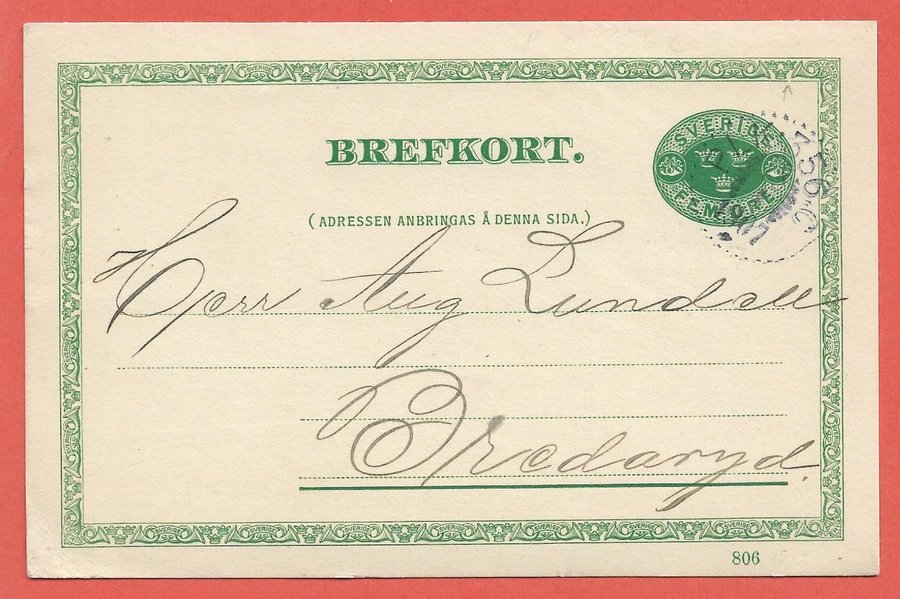 BREFKORT.
SVERIGE
FEM ÖRE
(ADRESSEN ANBRINGAS Å DENNA SIDA.)
Herr Aug Lundell
Bredaryd.
806